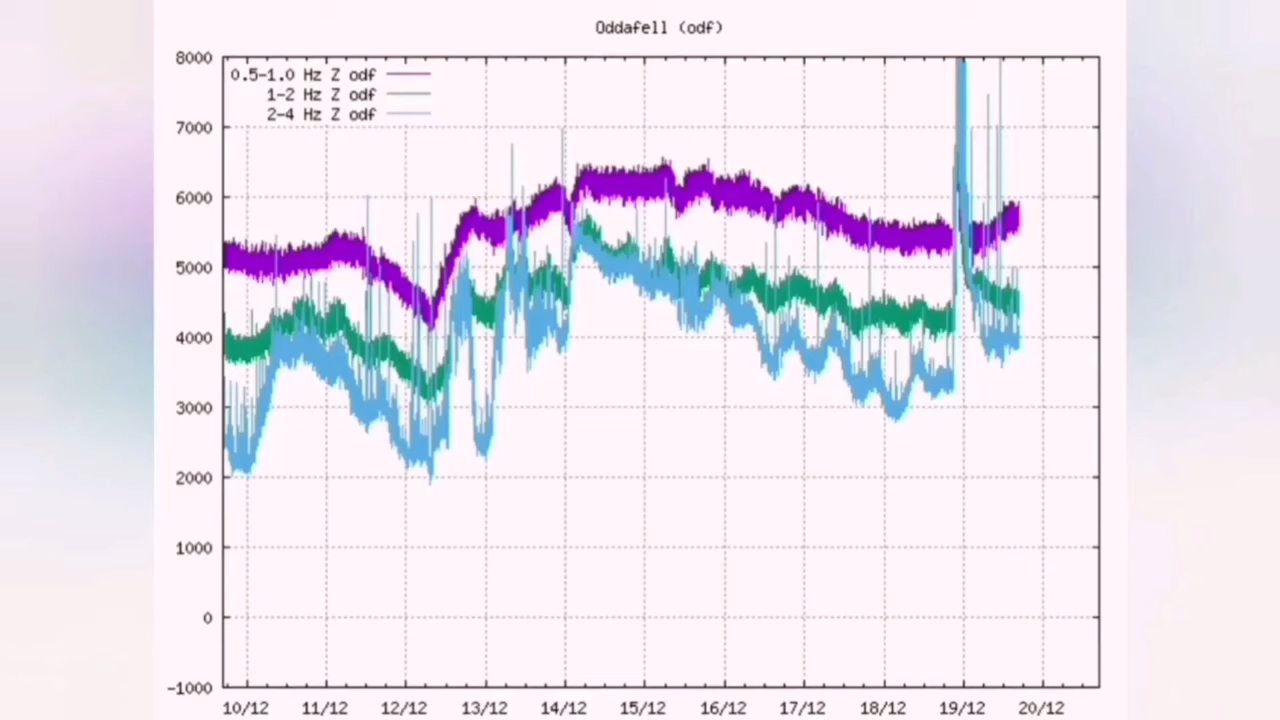 Oddafell (odf)
0.5-1.0 Hz Z odf
1-2 Hz Z odf
2-4 Hz Z odf
8000
7000
6000
5000
4000
3000
2000
1000
0
-1000
10/12 11/12 12/12 13/12 14/12 15/12 16/12 17/12 18/12 19/12 20/12